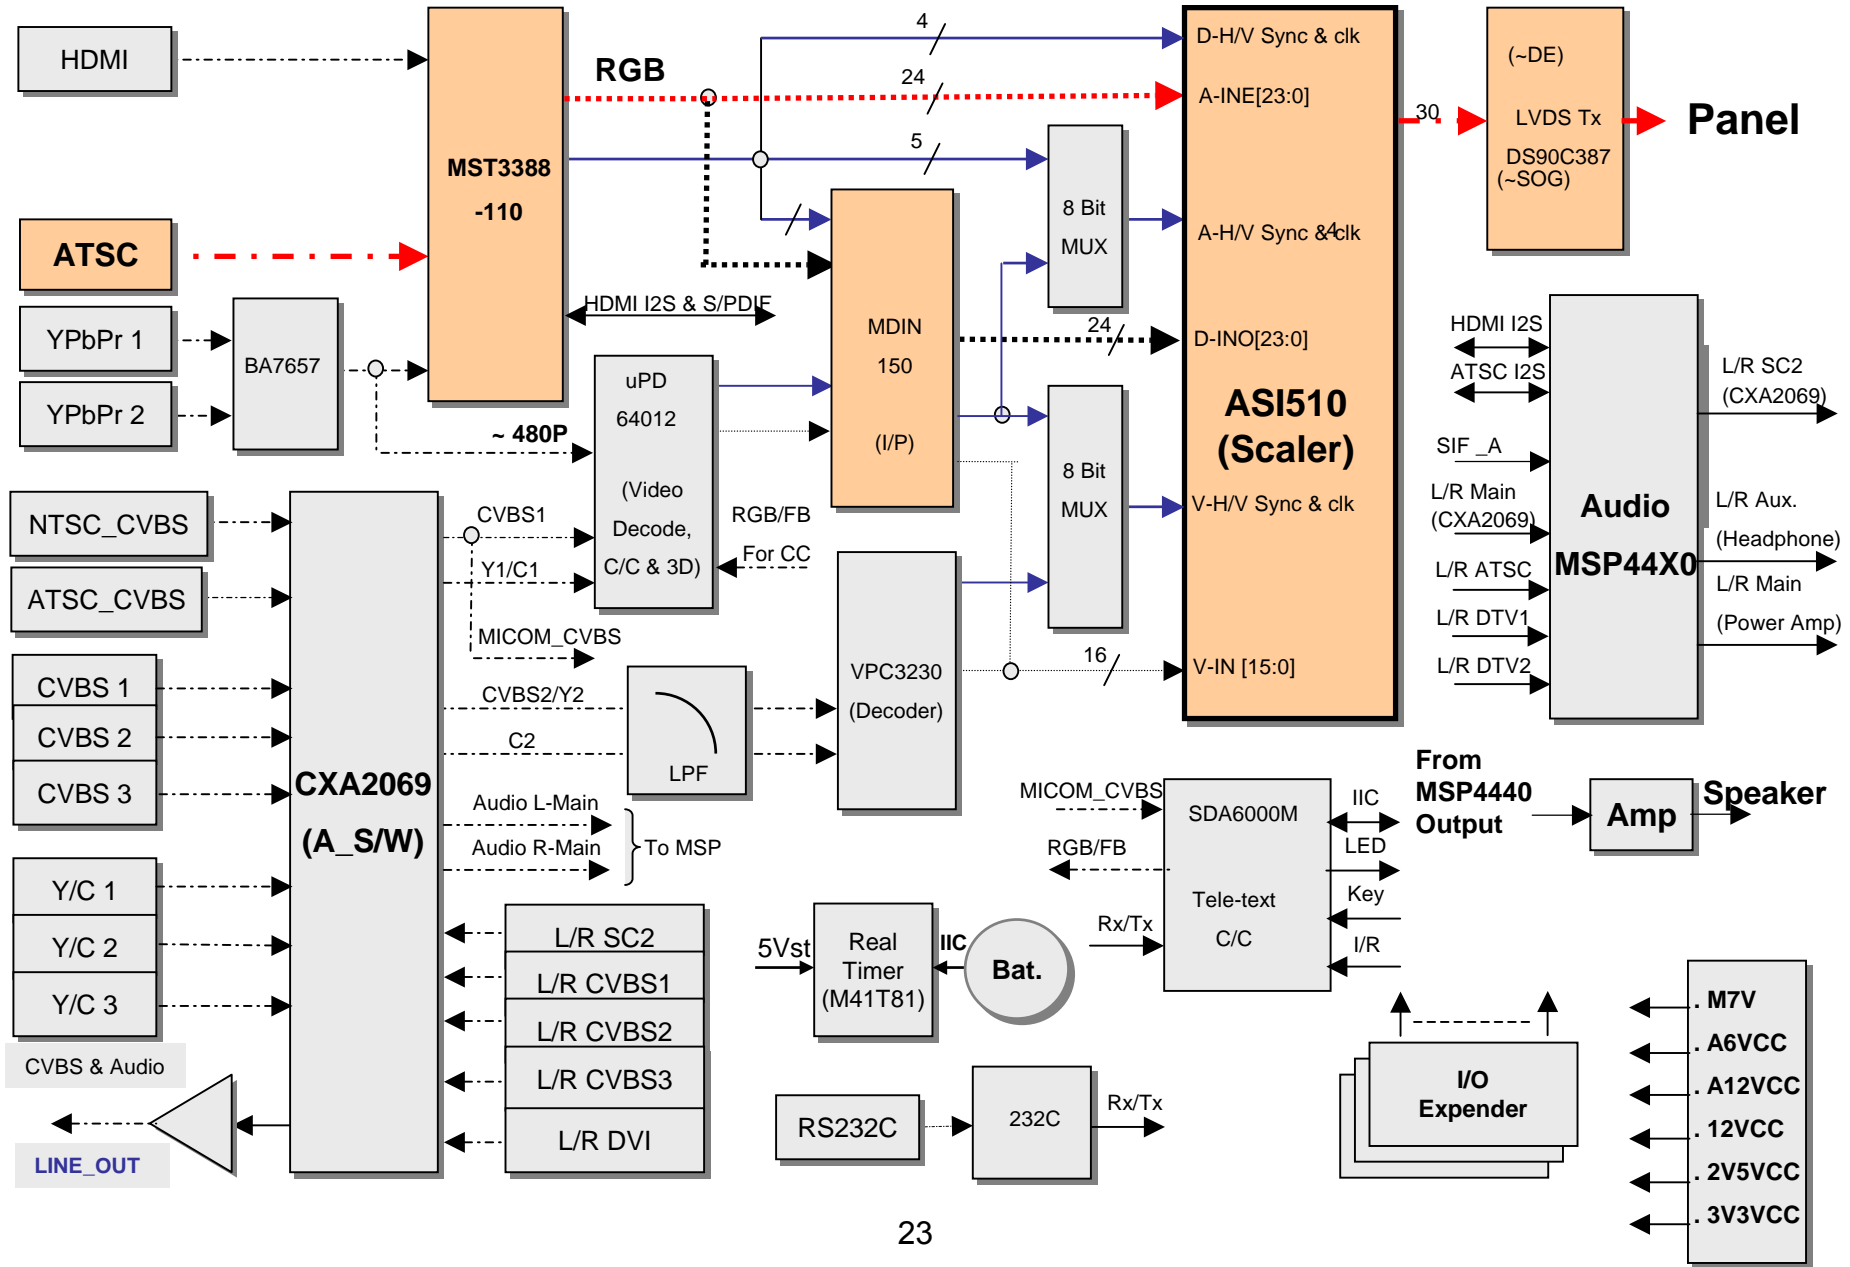 HDMI
ATSC
YPbPr 1
YPbPr 2
BA7657
MST3388
-110
RGB
4
24
5
HDMI I2S & S/PDIF
~ 480P
uPD
64012
(Video
Decode,
C/C & 3D)
RGB/FB
For CC
MDIN
150
(I/P)
8 Bit
MUX
8 Bit
MUX
24
16
D-H/V Sync & clk
A-INE[23:0]
A-H/V Sync & clk
4
D-INO[23:0]
ASI510
(Scaler)
V-H/V Sync & clk
V-IN [15:0]
30
(~DE)
LVDS Tx
DS90C387
(~SOG)
Panel
HDMI I2S
ATSC I2S
SIF _A
L/R Main
(CXA2069)
L/R ATSC
L/R DTV1
L/R DTV2
Audio
MSP44X0
L/R SC2
(CXA2069)
L/R Aux.
(Headphone)
L/R Main
(Power Amp)
NTSC_CVBS
ATSC_CVBS
CVBS 1
CVBS 2
CVBS 3
Y/C 1
Y/C 2
Y/C 3
CVBS & Audio
LINE_OUT
CXA2069
(A_S/W)
CVBS1
Y1/C1
MICOM_CVBS
CVBS2/Y2
C2
LPF
VPC3230
(Decoder)
Audio L-Main
Audio R-Main
To MSP
L/R SC2
L/R CVBS1
L/R CVBS2
L/R CVBS3
L/R DVI
5Vst
Real
Timer
(M41T81)
IIC
Bat.
RS232C
232C
Rx/Tx
MICOM_CVBS
RGB/FB
Rx/Tx
SDA6000M
Tele-text
C/C
IIC
LED
Key
I/R
From
MSP4440
Output
Amp
Speaker
I/O
Expender
. M7V
. A6VCC
. A12VCC
. 12VCC
. 2V5VCC
. 3V3VCC
23